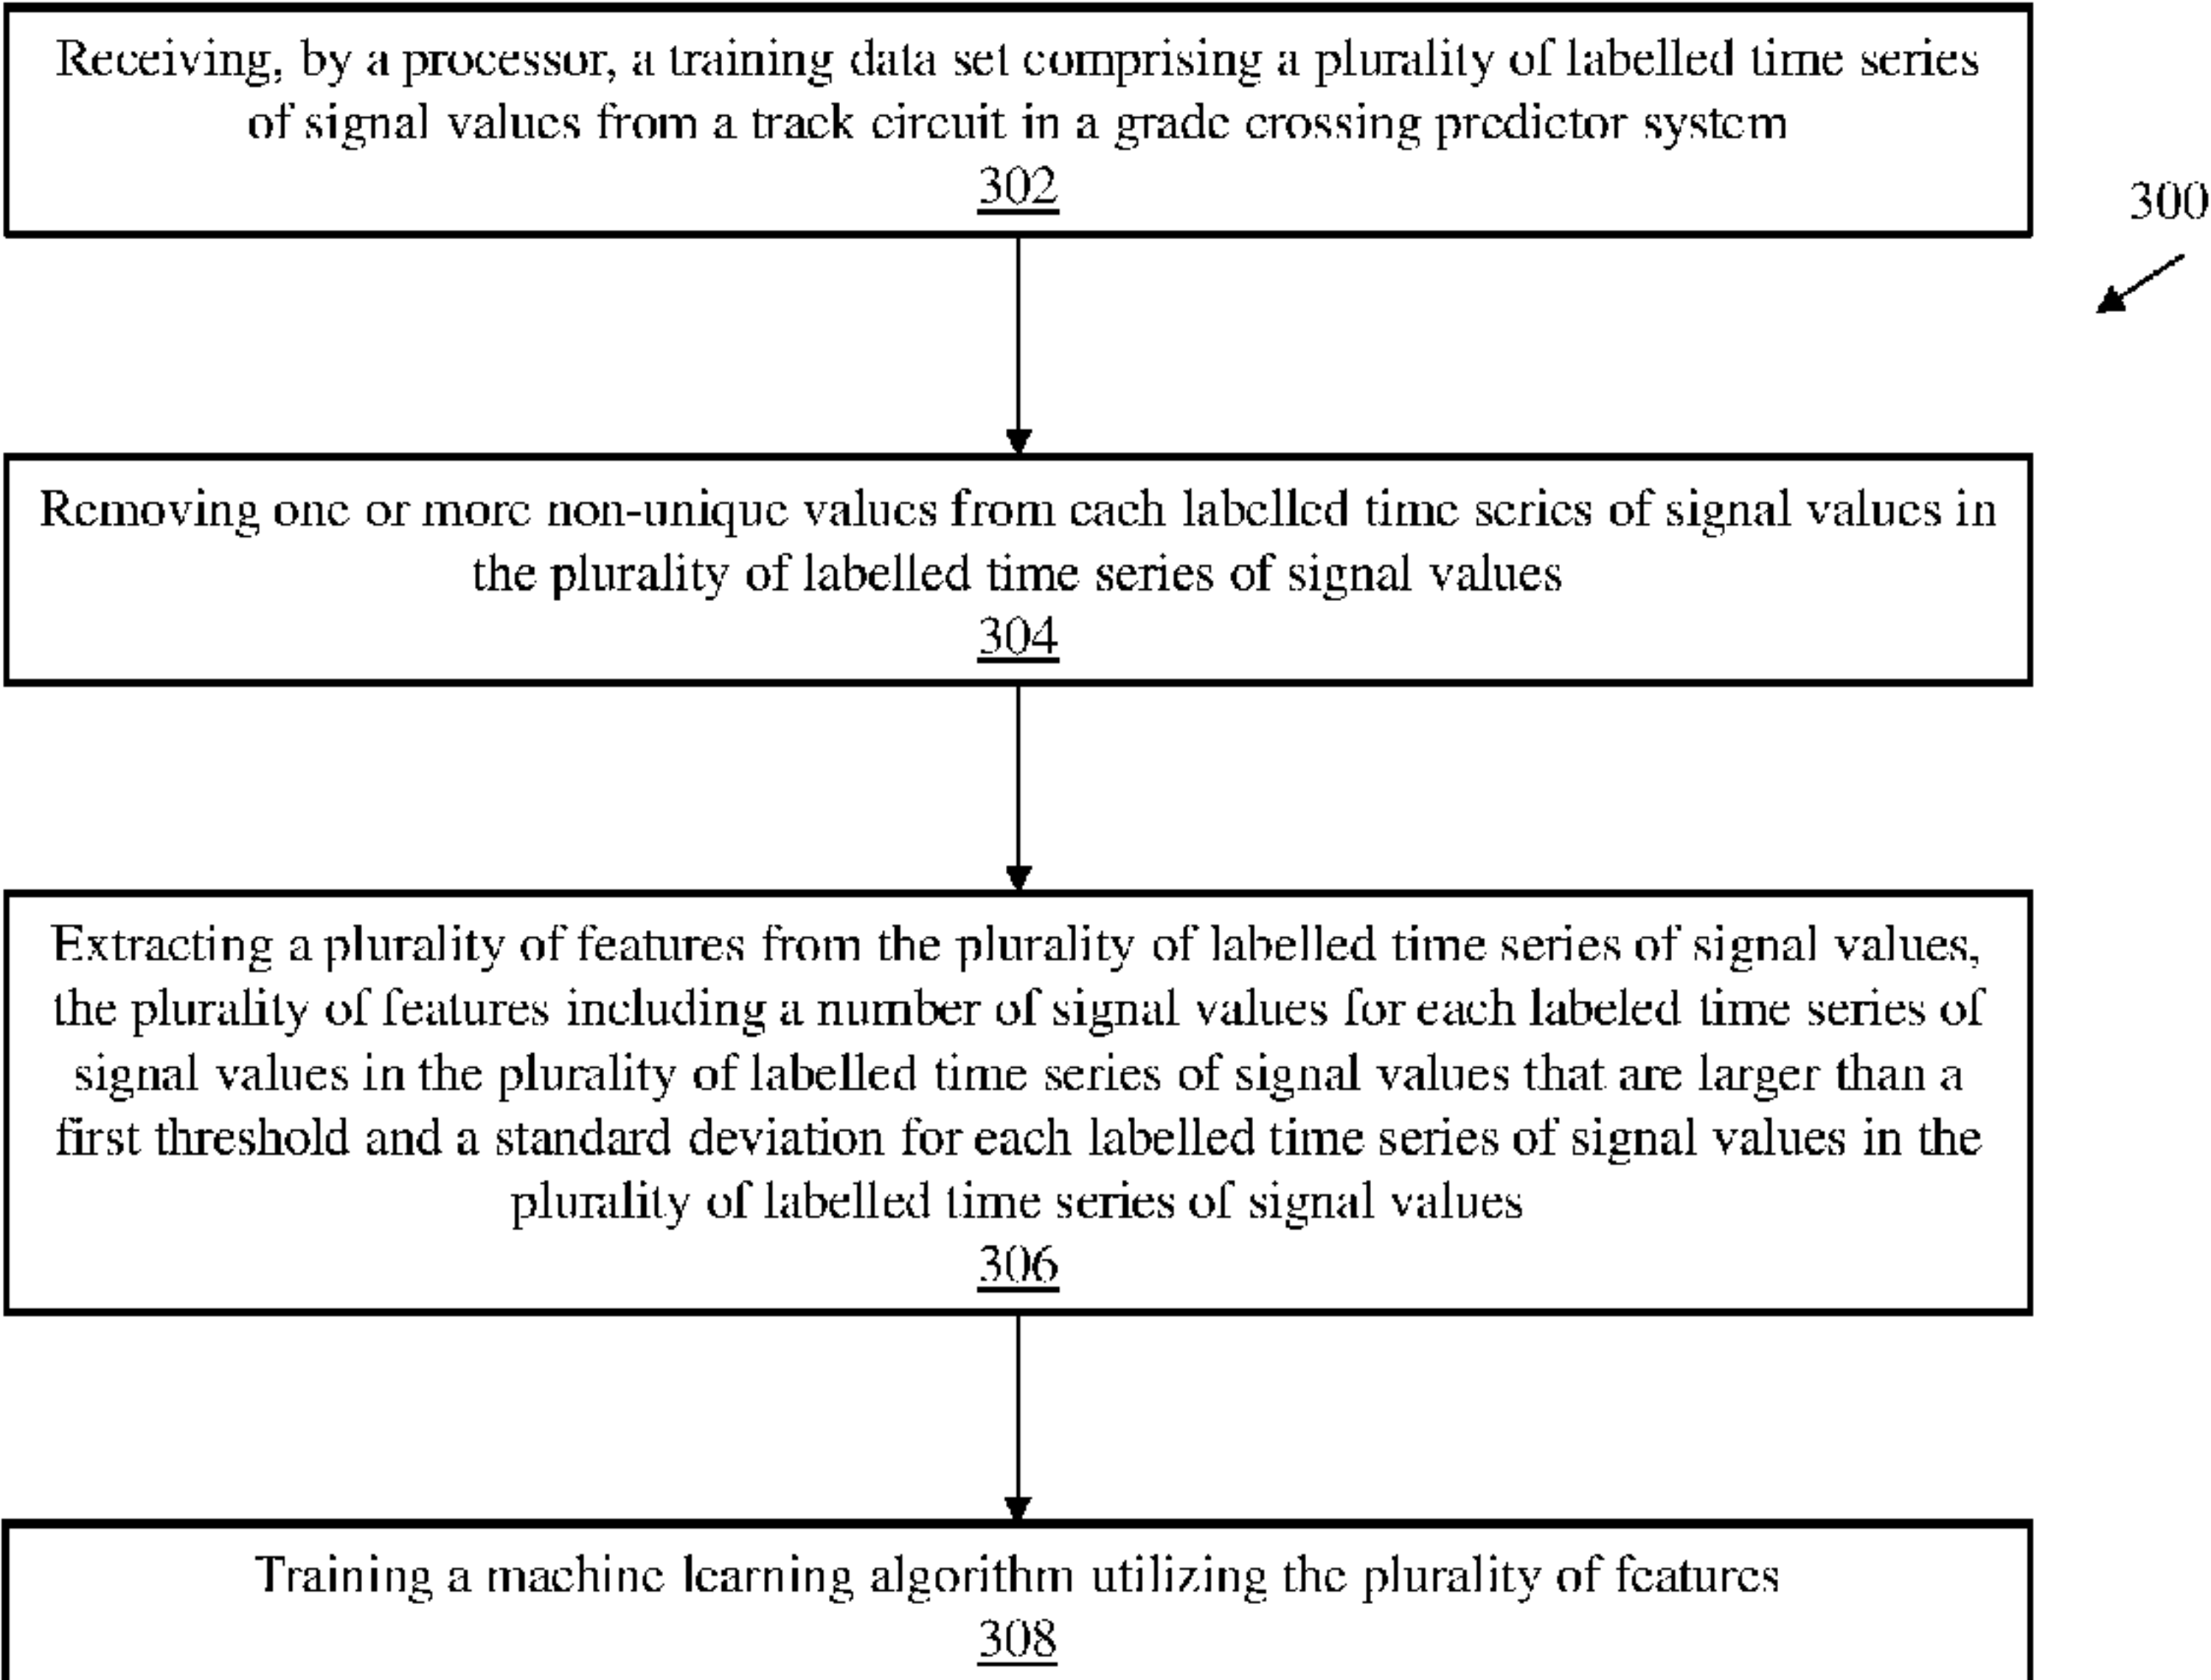 Receiving, by a processor, a training data set comprising a plurality of labelled time series
of signal values from a track circuit in a grade crossing predictor system
302
300
Removing one or more non-unique values from each labelled time series of signal values in
the plurality of labelled time series of signal values
304
Extracting a plurality of features from the plurality of labelled time series of signal values,
the plurality of features including a number of signal values for each labeled time series of
signal values in the plurality of labelled time series of signal values that are larger than a
first threshold and a standard deviation for each labelled time series of signal values in the
plurality of labelled time series of signal values
306
Training a machine learning algorithm utilizing the plurality of features
308